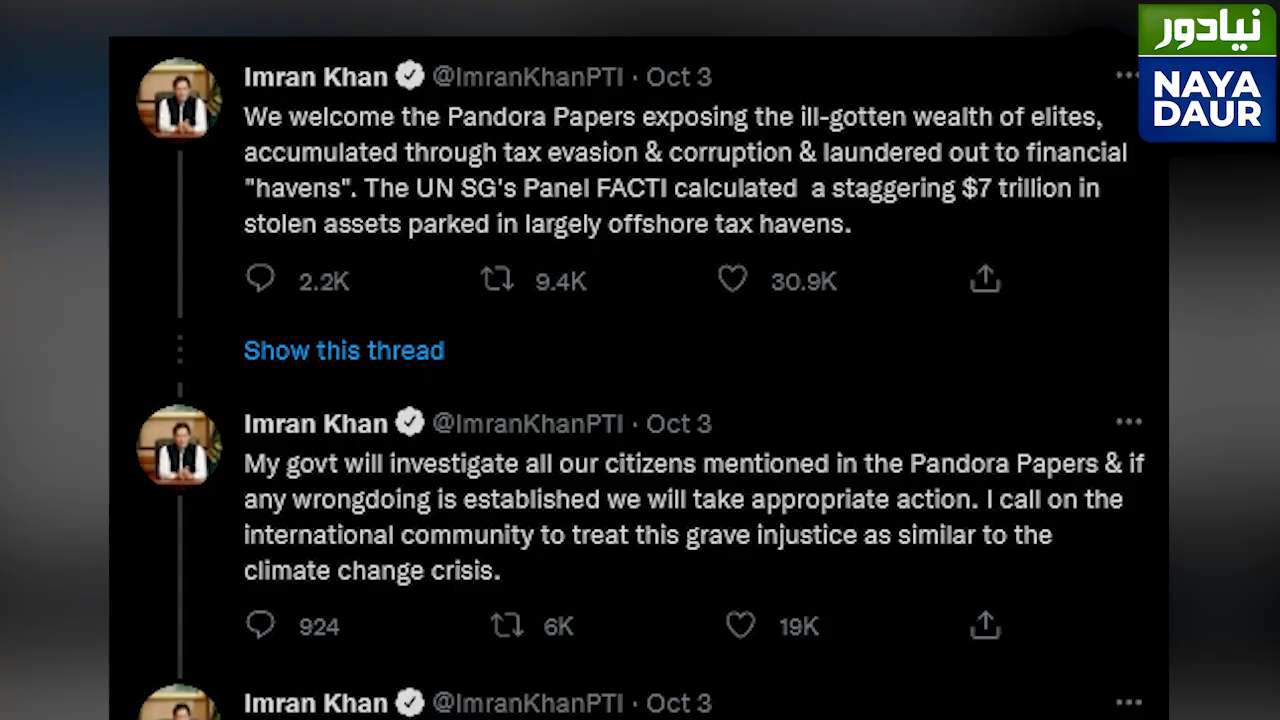 نیادور
NAYA
DAUR
Imran Khan @ImranKhanPTI · Oct 3
We welcome the Pandora Papers exposing the ill-gotten wealth of elites,
accumulated through tax evasion & corruption & laundered out to financial
"havens". The UN SG's Panel FACTI calculated a staggering $7 trillion in
stolen assets parked in largely offshore tax havens.
2.2K 9.4K 30.9K
Show this thread
Imran Khan @ImranKhanPTI · Oct 3
My govt will investigate all our citizens mentioned in the Pandora Papers & if
any wrongdoing is established we will take appropriate action. I call on the
international community to treat this grave injustice as similar to the
climate change crisis.
924 6K 19K
Imran Khan @ImranKhanPTI · Oct 3